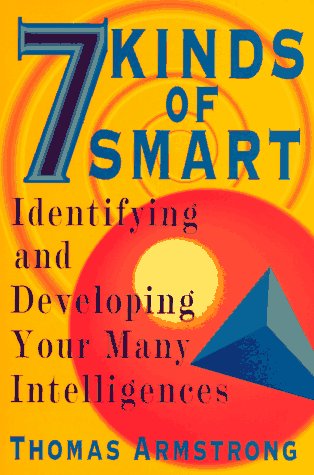 7 KINDS
OF
SMART
Identifying
and
Developing
Your Many
Intelligences
THOMAS ARMSTRONG